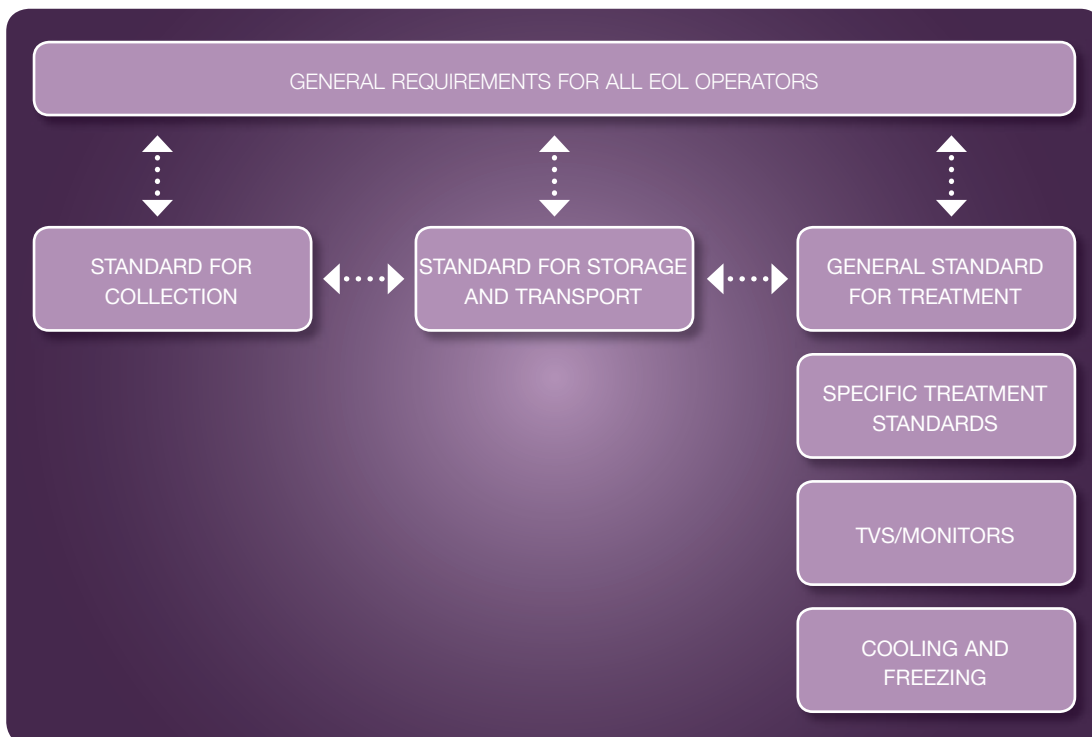 GENERAL REQUIREMENTS FOR ALL EOL OPERATORS
STANDARD FOR
COLLECTION
STANDARD FOR STORAGE
AND TRANSPORT
GENERAL STANDARD
FOR TREATMENT
SPECIFIC TREATMENT
STANDARDS
TVS/MONITORS
COOLING AND
FREEZING